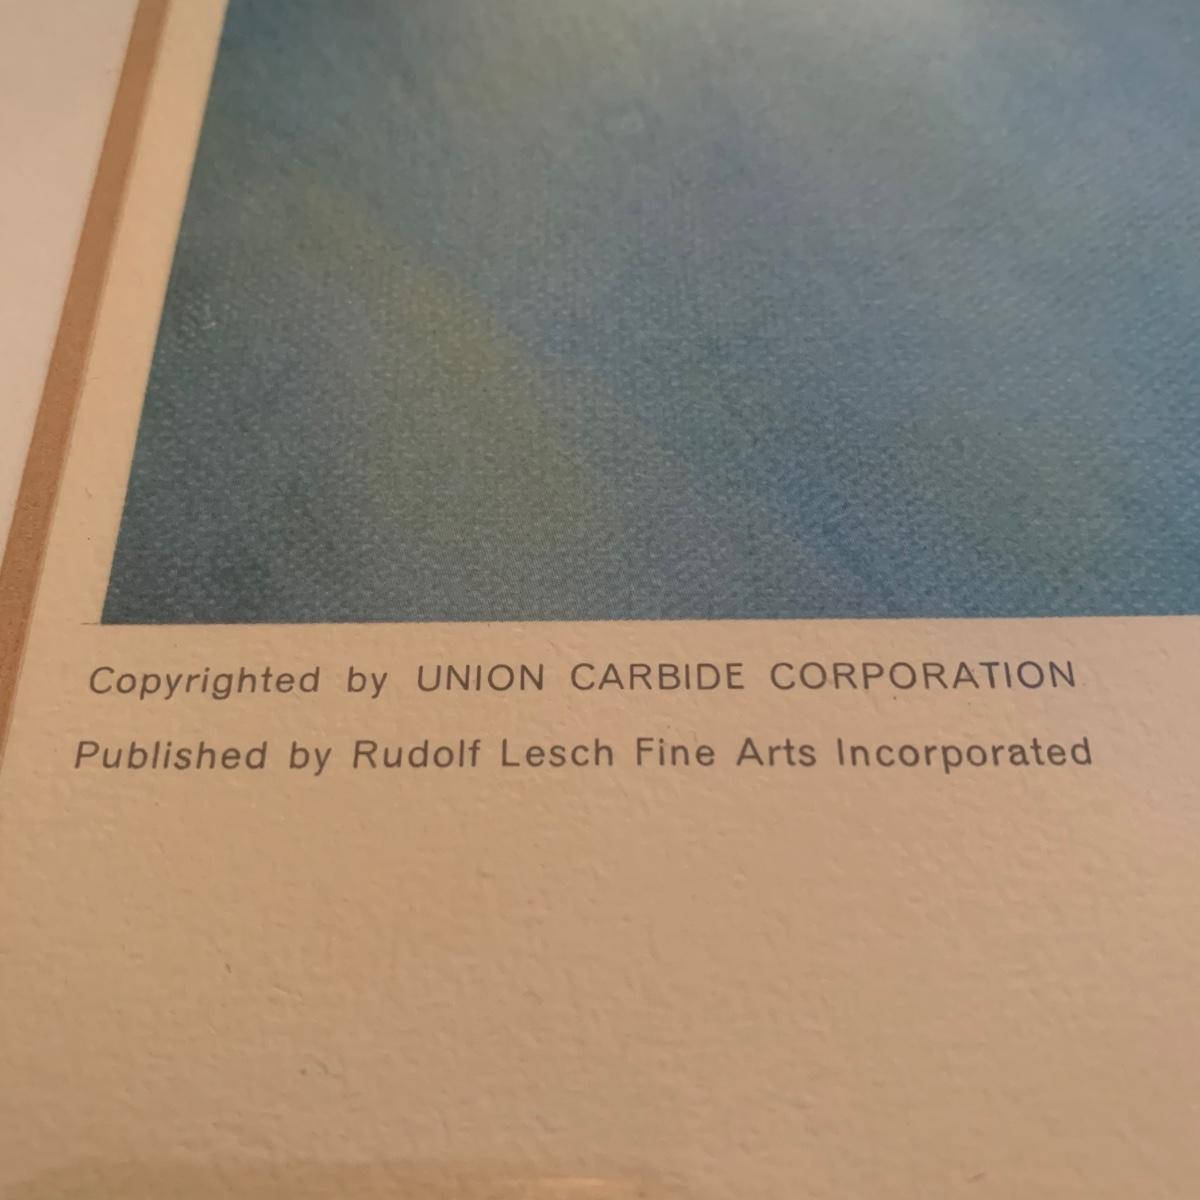 Copyrighted by UNION CARBIDE CORPORATION
Published by Rudolf Lesch Fine Arts Incorporated